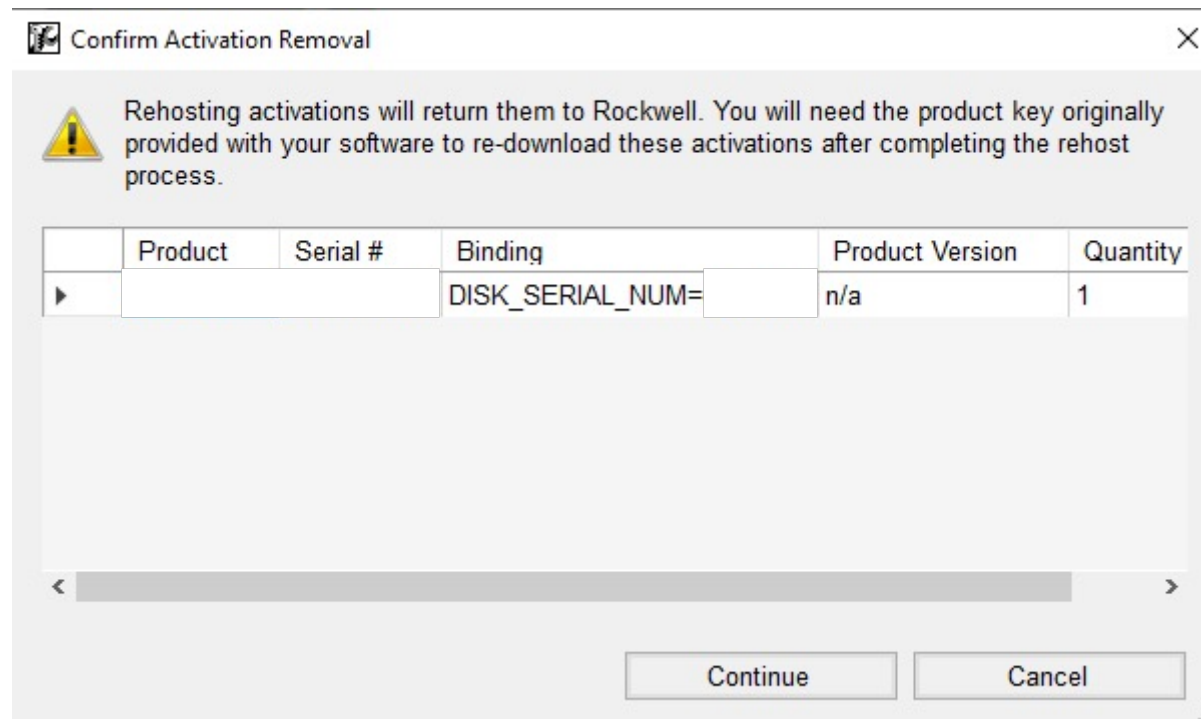 Confirm Activation Removal
Rehosting activations will return them to Rockwell. You will need the product key originally
provided with your software to re-download these activations after completing the rehost
process.
Product Serial # Binding Product Version Quantity
DISK_SERIAL_NUM= n/a 1
Continue Cancel